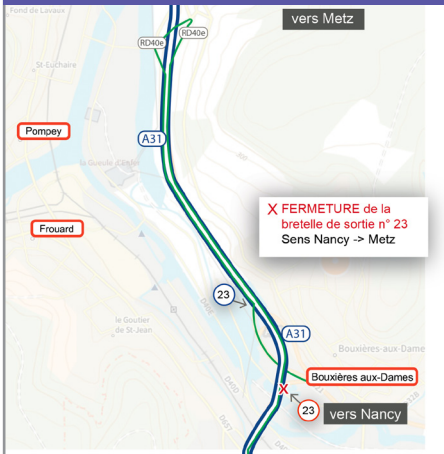 Fond de Lavaux
vers Metz
RD40e
RD40e
St-Euchaire
Pompey
A31
la Gueule d'Enfer
Frouard
X FERMETURE de la
bretelle de sortie n° 23
Sens Nancy -> Metz
23
le Goutier
de St-Jean
A31
Bouxières-aux-Dame
Bouxières aux-Dames
X
23
vers Nancy